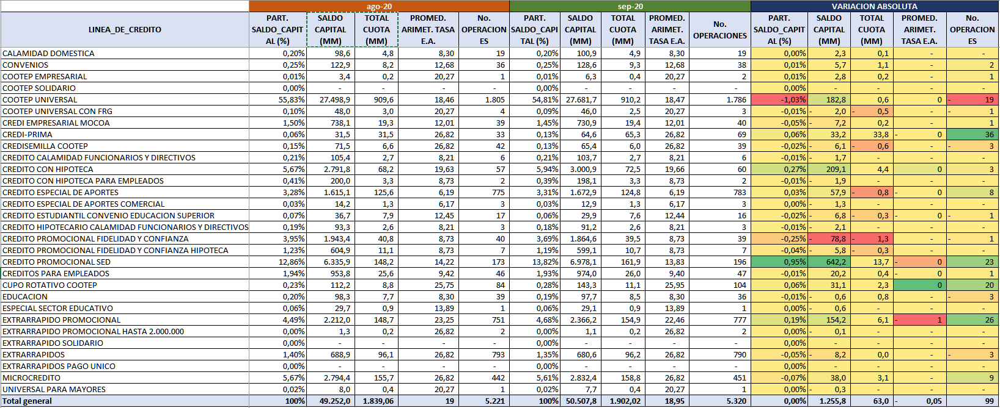 ago-20 sep-20 VARIACION ABSOLUTA
LINEA_DE_CREDITO PART. SALDO_CAPITAL (%) SALDO CAPITAL (MM) TOTAL CUOTA (MM) PROMED. ARIMET. TASA E.A. No. OPERACIONES PART. SALDO_CAPITAL (%) SALDO CAPITAL (MM) TOTAL CUOTA (MM) PROMED. ARIMET. TASA E.A. No. OPERACIONES PART. SALDO_CAPITAL (%) SALDO CAPITAL (MM) TOTAL CUOTA (MM) PROMED. ARIMET. TASA E.A. No. OPERACIONES
CALAMIDAD DOMESTICA 0,20% 98,6 4,8 8,30 19 0,20% 100,9 4,9 8,30 19 0,00% 2,3 0,1 - -
CONVENIOS 0,25% 122,9 8,2 12,68 36 0,25% 128,6 9,3 12,68 38 0,01% 5,7 1,1 - 2
COOTEP EMPRESARIAL 0,01% 3,4 0,2 20,27 1 0,01% 6,3 0,4 20,27 2 0,01% 2,8 0,2 - 1
COOTEP SOLIDARIO 0,00% - - - - 0,00% - - - - 0,00% - - - -
COOTEP UNIVERSAL 55,83% 27.498,9 909,6 18,46 1.805 54,81% 27.681,7 910,2 18,47 1.786 -1,03% 182,8 0,6 0 - 19
COOTEP UNIVERSAL CON FRG 0,10% 48,0 3,0 20,27 4 0,09% 46,0 2,5 20,27 3 -0,01% - 2,0 - 0,5 - - 1
CREDI EMPRESARIAL MOCOA 1,50% 738,1 19,3 12,01 39 1,45% 730,9 19,4 12,01 40 -0,05% - 7,2 0,2 - 1
CREDI-PRIMA 0,06% 31,5 31,5 26,82 33 0,13% 64,6 65,3 26,82 69 0,06% 33,2 33,8 - 0 36
CREDISEMILLA COOTEP 0,15% 71,5 6,6 26,82 42 0,13% 65,4 6,0 26,82 39 -0,02% - 6,1 - 0,6 - - 3
CREDITO CALAMIDAD FUNCIONARIOS Y DIRECTIVOS 0,21% 105,4 2,7 8,21 6 0,21% 103,7 2,7 8,21 6 -0,01% - 1,7 - - -
CREDITO CON HIPOTECA 5,67% 2.791,8 68,2 19,63 57 5,94% 3.000,9 72,5 19,66 60 0,27% 209,1 4,4 0 3
CREDITO CON HIPOTECA PARA EMPLEADOS 0,41% 200,0 3,3 8,73 2 0,39% 198,1 3,3 8,73 2 -0,01% - 1,9 - - -
CREDITO ESPECIAL DE APORTES 3,28% 1.615,1 125,6 6,19 775 3,31% 1.672,9 124,8 6,19 783 0,03% 57,9 - 0,8 - 0 8
CREDITO ESPECIAL DE APORTES COMERCIAL 0,03% 14,2 1,3 6,17 3 0,03% 12,9 1,3 6,17 3 0,00% - 1,3 - - -
CREDITO ESTUDIANTIL CONVENIO EDUCACION SUPERIOR 0,07% 36,7 7,9 12,45 17 0,06% 29,9 7,6 12,44 16 -0,02% - 6,8 - 0,3 - 0 - 1
CREDITO HIPOTECARIO CALAMIDAD FUNCIONARIOS Y DIRECTIVOS 0,19% 93,3 2,6 8,21 3 0,18% 91,2 2,6 8,21 3 -0,01% - 2,1 - - -
CREDITO PROMOCIONAL FIDELIDAD Y CONFIANZA 3,95% 1.943,4 40,8 8,73 40 3,69% 1.864,6 39,5 8,73 39 -0,25% - 78,8 - 1,3 - - 1
CREDITO PROMOCIONAL FIDELIDAD Y CONFIANZA HIPOTECA 1,23% 604,9 11,1 8,73 7 1,19% 599,1 10,7 8,73 7 -0,04% - 5,8 - 0,3 - -
CREDITO PROMOCIONAL SED 12,86% 6.335,9 148,2 14,22 173 13,82% 6.978,1 161,9 13,83 196 0,95% 642,2 13,7 - 0 23
CREDITOS PARA EMPLEADOS 1,94% 953,8 25,6 9,42 46 1,93% 974,0 26,0 9,40 47 -0,01% 20,2 0,4 - 0 1
CUPO ROTATIVO COOTEP 0,23% 112,2 8,8 25,75 84 0,28% 143,3 11,1 25,95 104 0,06% 31,1 2,3 0 20
EDUCACION 0,20% 98,3 7,7 8,30 39 0,19% 97,7 8,5 8,30 36 -0,01% - 0,6 0,8 - - 3
ESPECIAL SECTOR EDUCATIVO 0,06% 29,7 0,9 13,89 1 0,06% 29,1 0,9 13,89 1 0,00% - 0,6 - - -
EXTRARRAPIDO PROMOCIONAL 4,49% 2.212,0 148,7 23,25 751 4,68% 2.366,2 154,9 22,46 777 0,19% 154,2 6,1 - 1 26
EXTRARRAPIDO PROMOCIONAL HASTA 2.000.000 0,00% 1,3 0,2 26,82 2 0,00% 1,1 0,2 26,82 2 0,00% - 0,1 - - -
EXTRARRAPIDO SOLIDARIO 0,00% - - - - 0,00% - - - - 0,00% - - - -
EXTRARRAPIDOS 1,40% 688,9 96,1 26,82 793 1,35% 680,6 96,2 26,82 790 -0,05% - 8,2 0,0 - - 3
EXTRARRAPIDOS PAGO UNICO 0,00% - - - - 0,00% - - - - 0,00% - - - -
MICROCREDITO 5,67% 2.794,4 155,7 26,82 442 5,61% 2.832,4 158,8 26,82 451 -0,07% 38,0 3,1 - 9
UNIVERSAL PARA MAYORES 0,02% 8,0 0,4 20,27 1 0,02% 7,7 0,4 20,27 1 0,00% - 0,3 - - -
Total general 100% 49.252,0 1.839,06 19 5.221 100% 50.507,8 1.902,02 18,95 5.320 0,00% 1.255,8 63,0 - 0,05 99